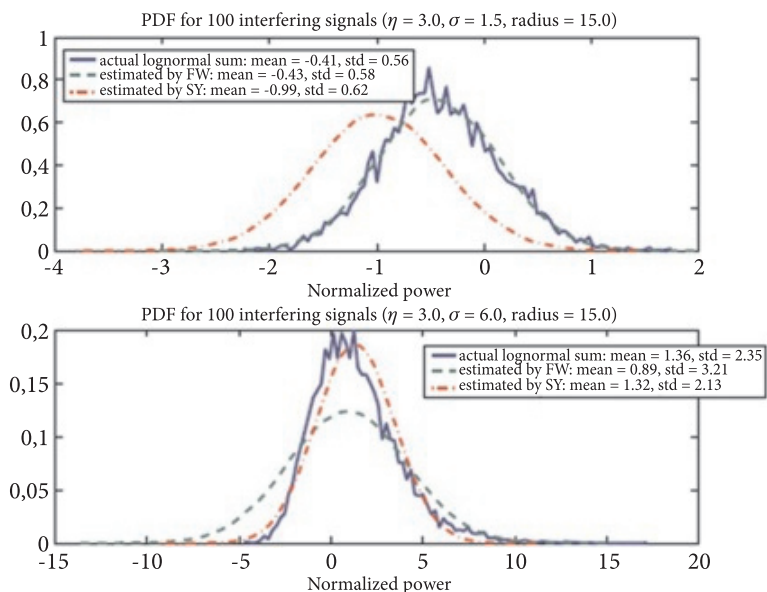 PDF for 100 interfering signals (η = 3.0, σ = 1.5, radius = 15.0)
1
0,8
0,6
0,4
0,2
0
actual lognormal sum: mean = -0.41, std = 0.56
estimated by FW: mean = -0.43, std = 0.58
estimated by SY: mean = -0.99, std = 0.62
-4 -3 -2 -1 0 1 2
Normalized power
PDF for 100 interfering signals (η = 3.0, σ = 6.0, radius = 15.0)
0,2
0,15
0,1
0,05
0
actual lognormal sum: mean = 1.36, std = 2.35
estimated by FW: mean = 0.89, std = 3.21
estimated by SY: mean = 1.32, std = 2.13
-15 -10 -5 0 5 10 15 20
Normalized power